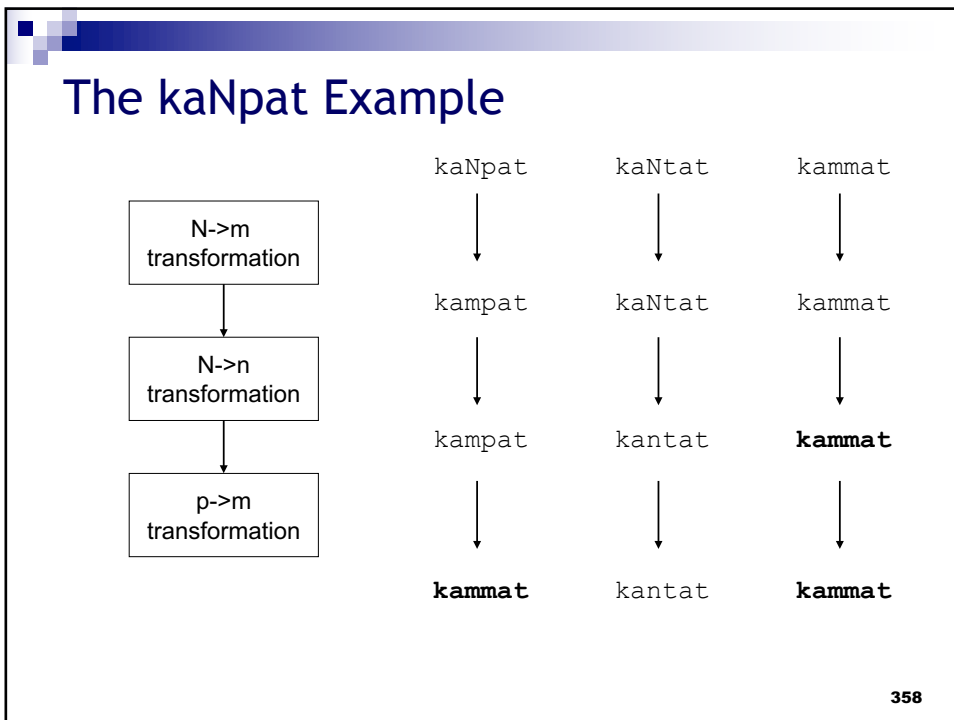 The kaNpat Example
kaNpat kaNtat kammat
N->m
transformation
kampat kaNtat kammat
N->n
transformation
kampat kantat kammat
p->m
transformation
kammat kantat kammat
358